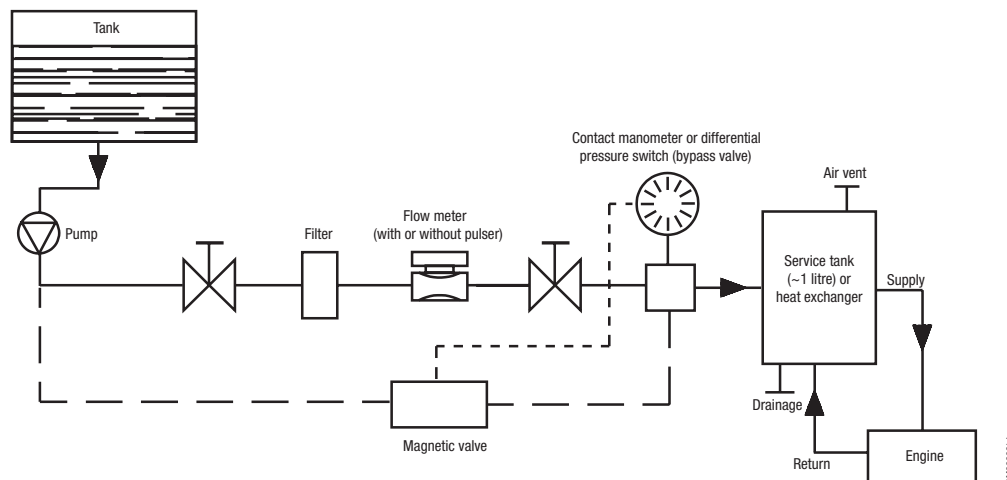 Tank
Contact manometer or differential
pressure switch (bypass valve)
Air vent
Pump
Filter
Flow meter
(with or without pulser)
Service tank
(~1 litre) or
heat exchanger
Supply
Drainage
Magnetic valve
Return
Engine